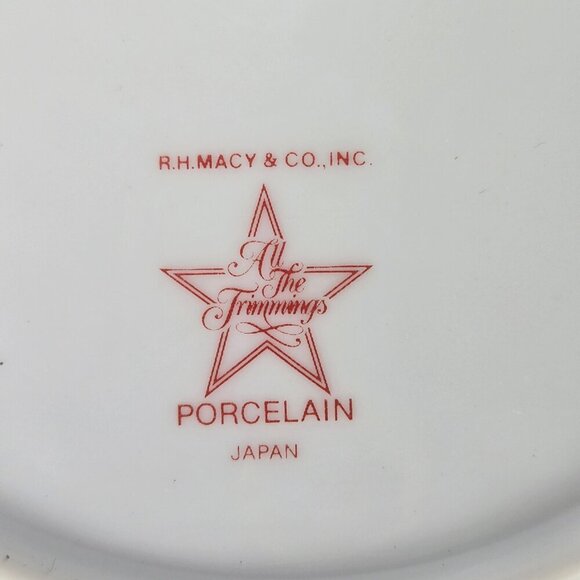 R.H.MACY & CO.,INC.
All
The
Trimmings
PORCELAIN
JAPAN